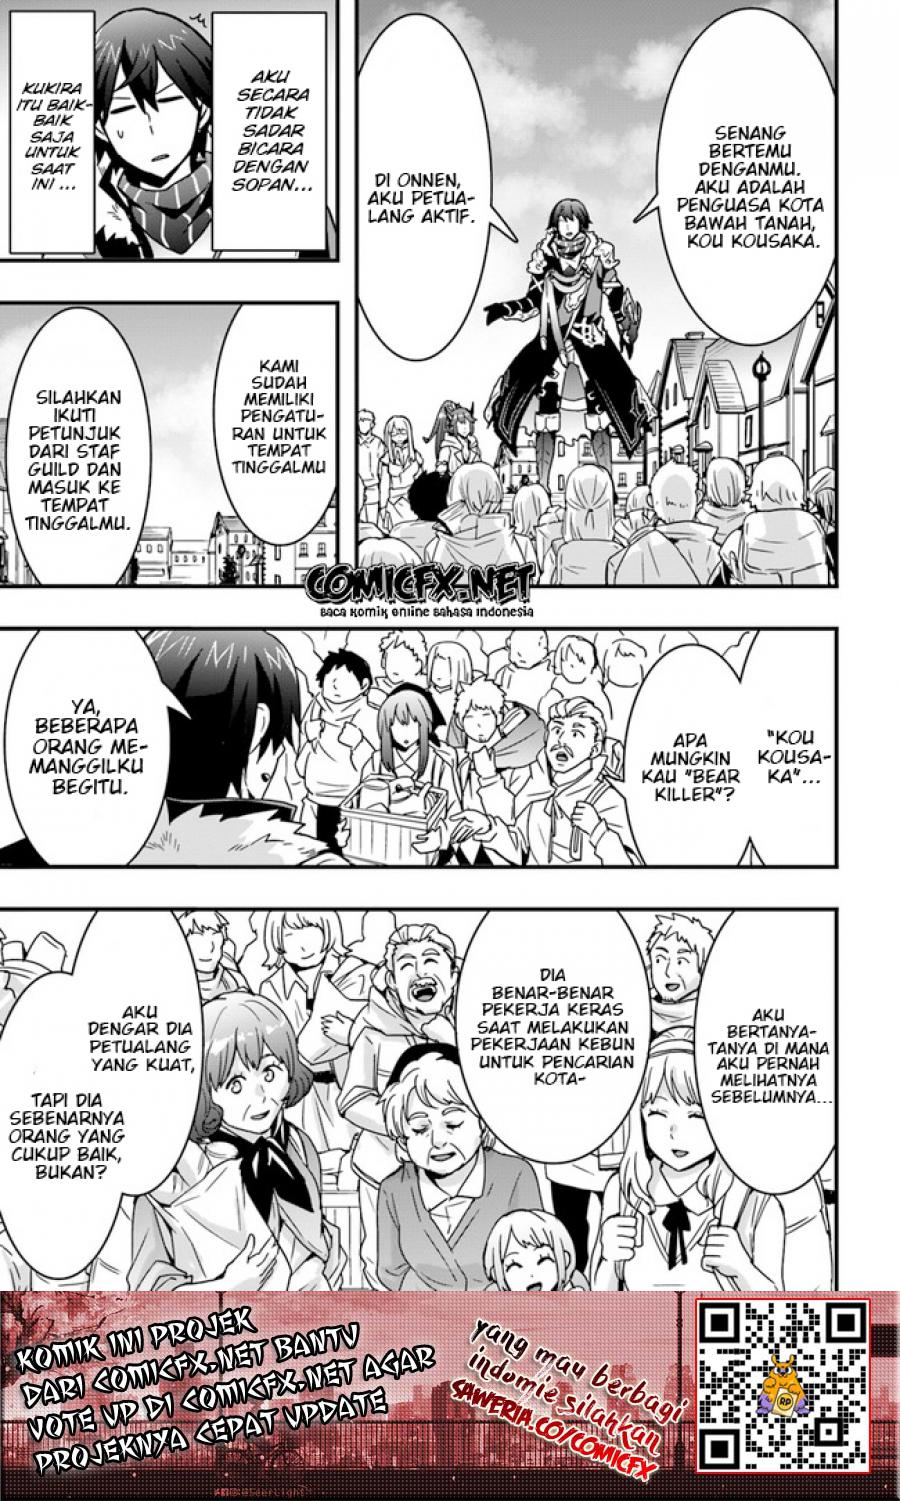 SENANG
BERTEMU
DENGANMU.
AKU ADALAH
PENGUASA KOTA
BAWAH TANAH,
KOU KOUSAKA.
DI ONNEN,
AKU PETUA-
LANG AKTIF.
AKU
SECARA
TIDAK
SADAR
BICARA
DENGAN
SOPAN...
KUKIRA
ITU BAIK-
BAIK
SAJA
UNTUK
SAAT
INI ...
KAMI
SUDAH
MEMILIKI
PENGATU-
RAN UNTUK
TEMPAT
TINGGALMU
SILAHKAN
IKUTI
PETUNJUK
DARI STAF
GUILD DAN
MASUK KE
TEMPAT
TINGGALMU.
COMICFX.NET
BACA KOMIK ONLINE BAHASA INDONESIA
"KOU
KOUSA-
KA"...
APA
MUNGKIN
KAU "BEAR
KILLER"?
YA,
BEBERAPA
ORANG ME-
MANGGILKU
BEGITU.
AKU
BERTANYA-
TANYA DI MANA
AKU PERNAH
MELIHATNYA
SEBELUMNYA...
DIA
BENAR-BENAR
PEKERJA KERAS
SAAT MELAKUKAN
PEKERJAAN KEBUN
UNTUK PENCARIAN
KOTA-
AKU
DENGAR DIA
PETUALANG
YANG KUAT,
TAPI DIA
SEBENARNYA
ORANG YANG
CUKUP BAIK,
BUKAN?
KOMIK INI PROJEK
DARI COMICFX.NET BANTU
VOTE UP DI COMICFX.NET AGAR
PROJEKNYA CEPAT UPDATE
yang mau berbagi
indomie silahkan
SAWERIA.CO/COMICFX
RP